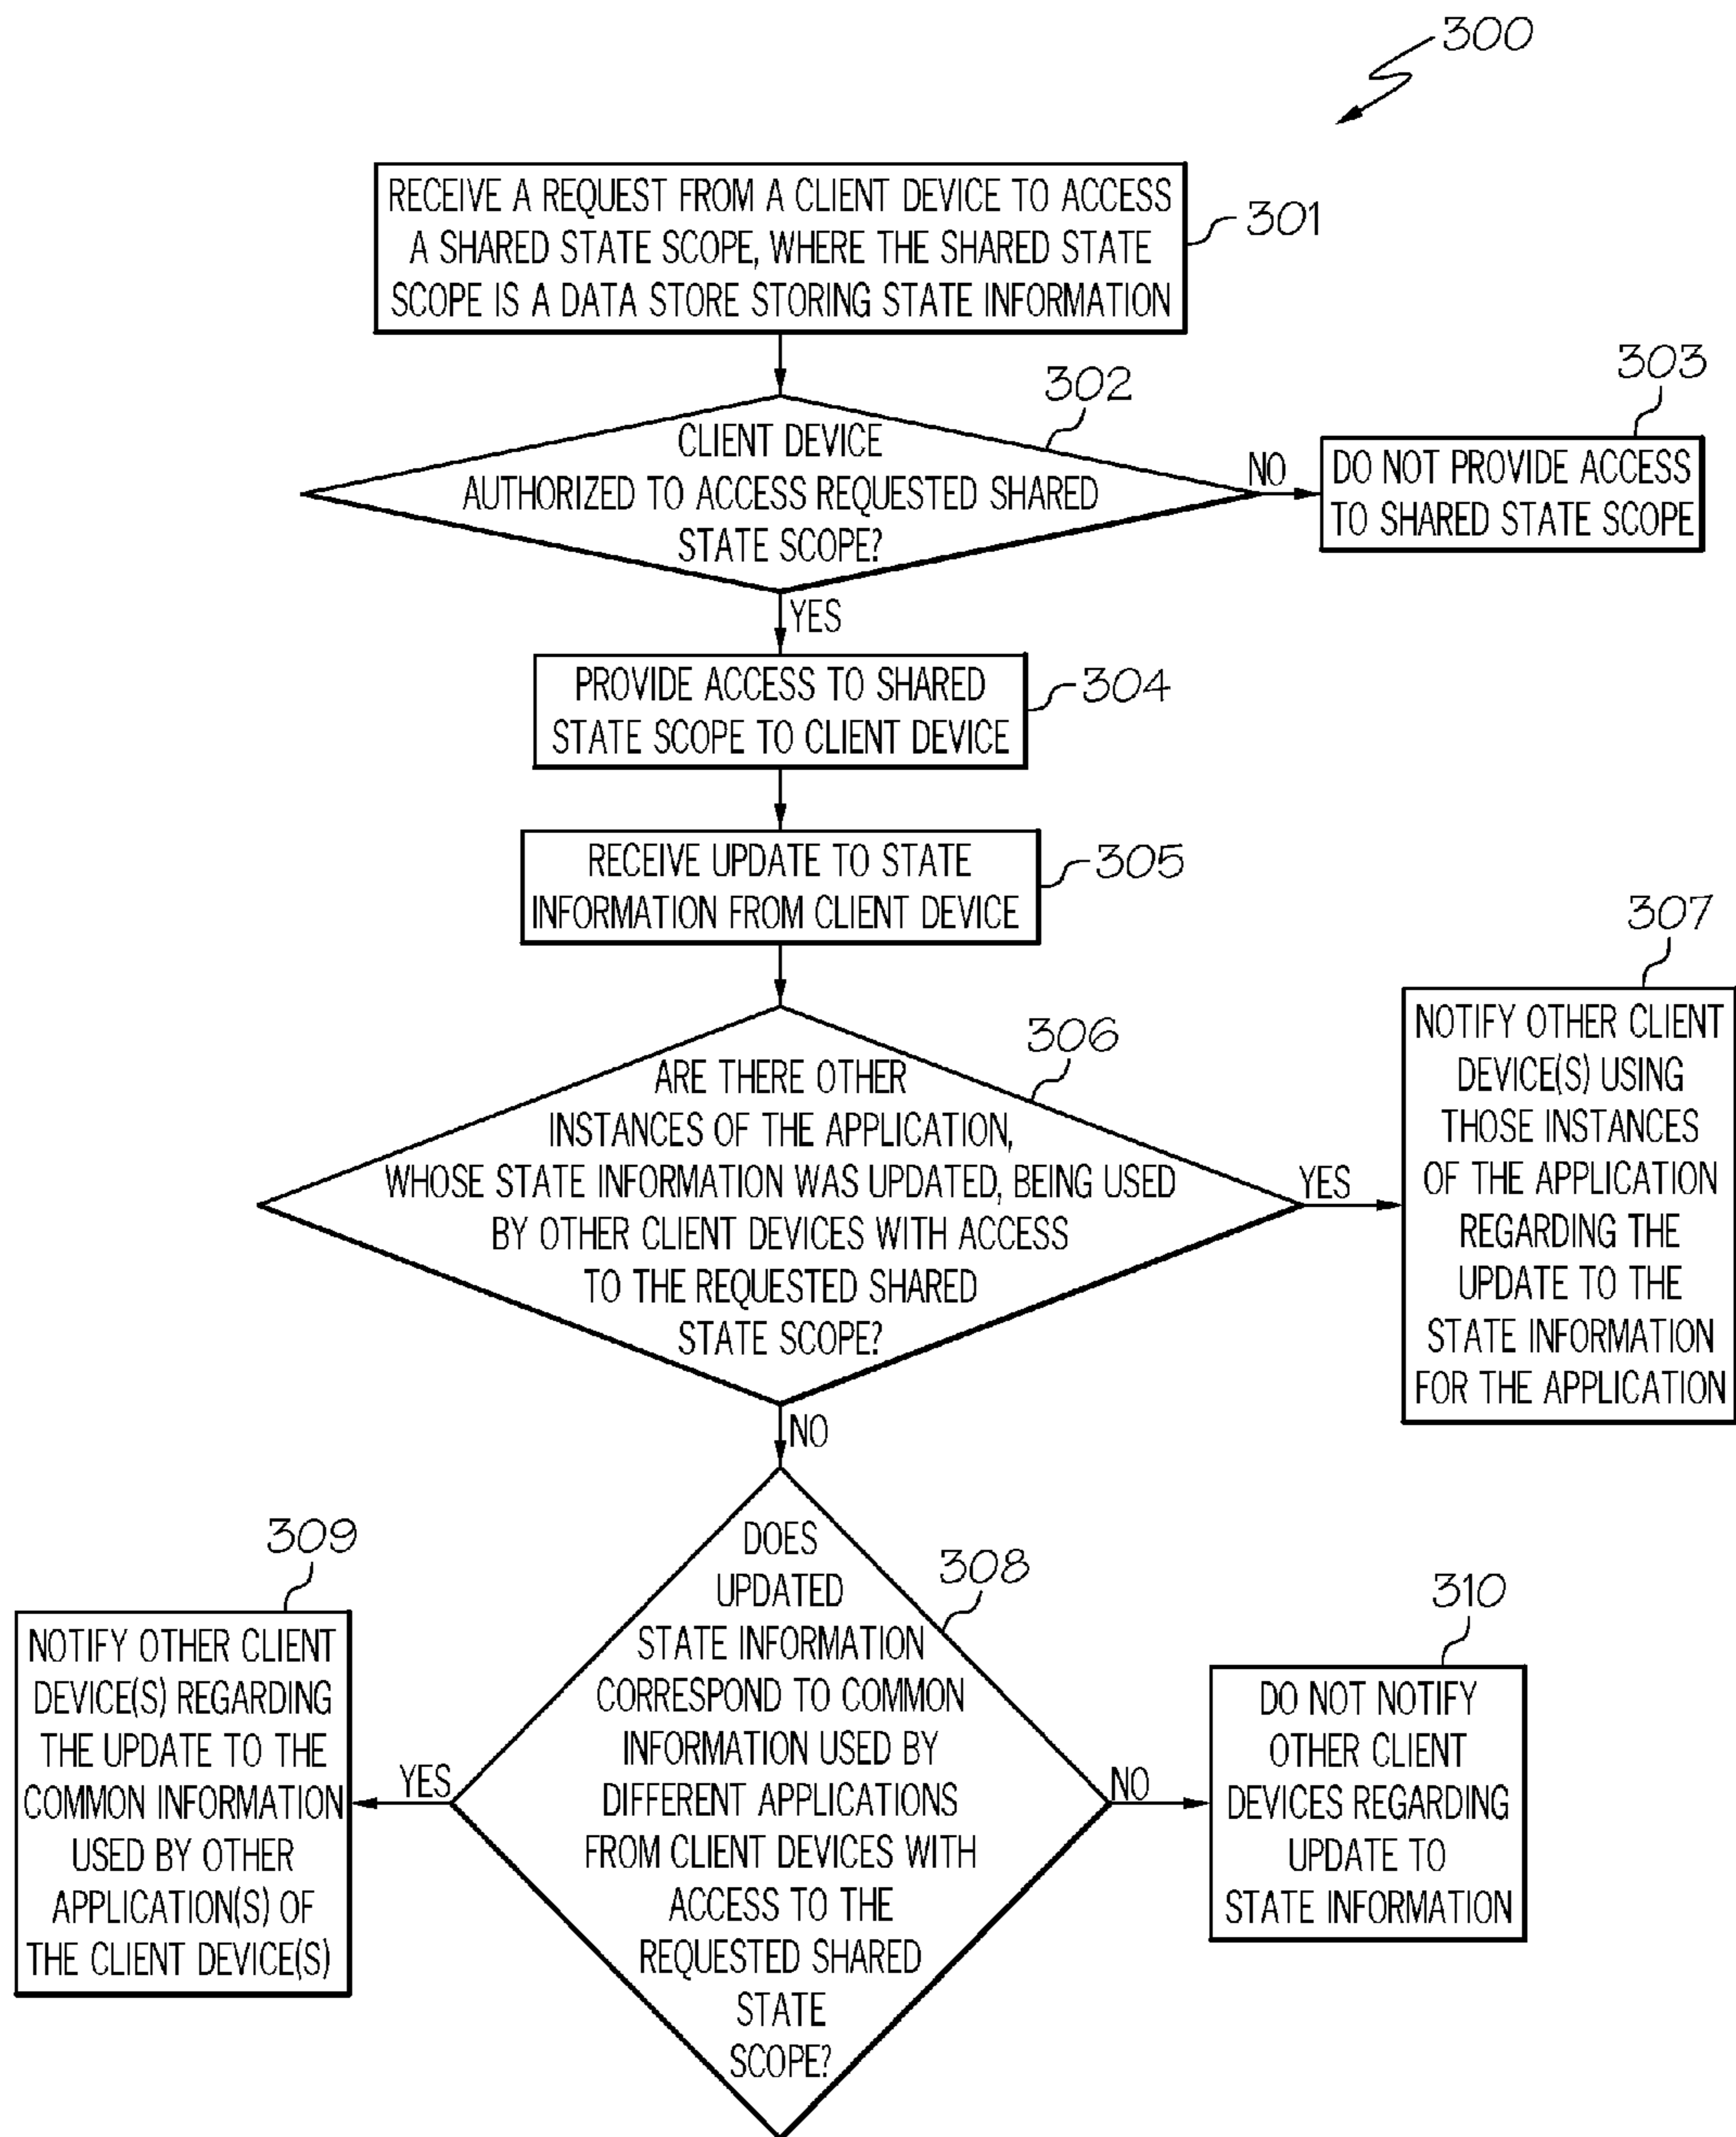 300
RECEIVE A REQUEST FROM A CLIENT DEVICE TO ACCESS
A SHARED STATE SCOPE, WHERE THE SHARED STATE
SCOPE IS A DATA STORE STORING STATE INFORMATION
301
302
CLIENT DEVICE
AUTHORIZED TO ACCESS REQUESTED SHARED
STATE SCOPE?
NO
303
DO NOT PROVIDE ACCESS
TO SHARED STATE SCOPE
YES
PROVIDE ACCESS TO SHARED
STATE SCOPE TO CLIENT DEVICE
304
RECEIVE UPDATE TO STATE
INFORMATION FROM CLIENT DEVICE
305
306
ARE THERE OTHER
INSTANCES OF THE APPLICATION,
WHOSE STATE INFORMATION WAS UPDATED, BEING USED
BY OTHER CLIENT DEVICES WITH ACCESS
TO THE REQUESTED SHARED
STATE SCOPE?
YES
307
NOTIFY OTHER CLIENT
DEVICE(S) USING
THOSE INSTANCES
OF THE APPLICATION
REGARDING THE
UPDATE TO THE
STATE INFORMATION
FOR THE APPLICATION
NO
308
DOES
UPDATED
STATE INFORMATION
CORRESPOND TO COMMON
INFORMATION USED BY
DIFFERENT APPLICATIONS
FROM CLIENT DEVICES WITH
ACCESS TO THE
REQUESTED SHARED
STATE
SCOPE?
YES
309
NOTIFY OTHER CLIENT
DEVICE(S) REGARDING
THE UPDATE TO THE
COMMON INFORMATION
USED BY OTHER
APPLICATION(S) OF
THE CLIENT DEVICE(S)
NO
310
DO NOT NOTIFY
OTHER CLIENT
DEVICES REGARDING
UPDATE TO
STATE INFORMATION